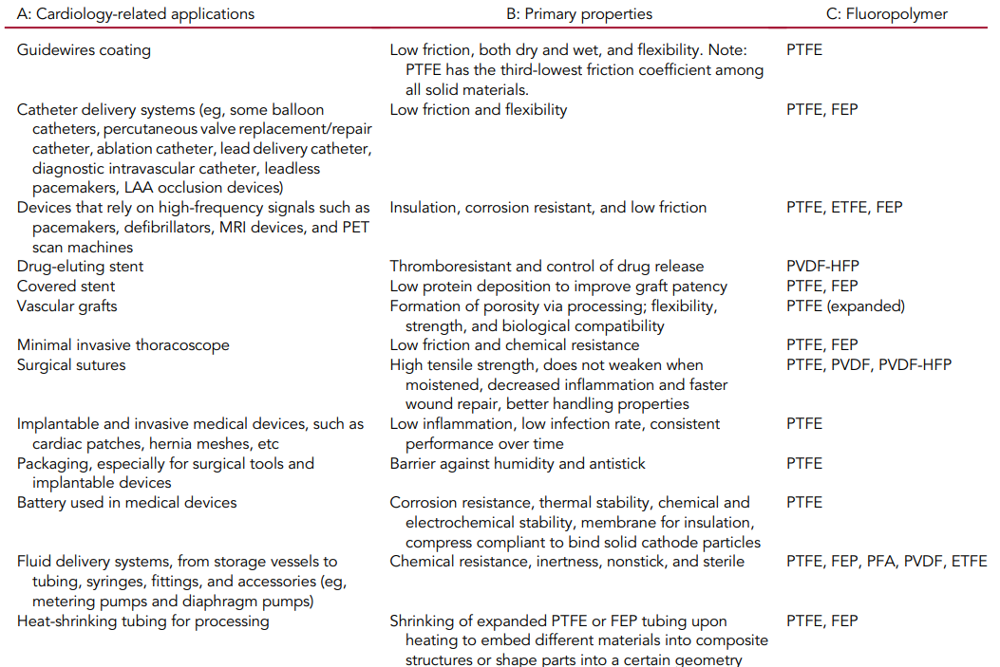 A: Cardiology-related applications B: Primary properties C: Fluoropolymer
Guidewires coating Low friction, both dry and wet, and flexibility. Note: PTFE
PTFE has the third-lowest friction coefficient among
all solid materials.
Catheter delivery systems (eg, some balloon Low friction and flexibility PTFE, FEP
catheters, percutaneous valve replacement/repair
catheter, ablation catheter, lead delivery catheter,
diagnostic intravascular catheter, leadless
pacemakers, LAA occlusion devices)
Devices that rely on high-frequency signals such as Insulation, corrosion resistant, and low friction PTFE, ETFE, FEP
pacemakers, defibrillators, MRI devices, and PET
scan machines
Drug-eluting stent Thromboresistant and control of drug release PVDF-HFP
Covered stent Low protein deposition to improve graft patency PTFE, FEP
Vascular grafts Formation of porosity via processing; flexibility, PTFE (expanded)
strength, and biological compatibility
Minimal invasive thoracoscope Low friction and chemical resistance PTFE, FEP
Surgical sutures High tensile strength, does not weaken when PTFE, PVDF, PVDF-HFP
moistened, decreased inflammation and faster
wound repair, better handling properties
Implantable and invasive medical devices, such as Low inflammation, low infection rate, consistent PTFE
cardiac patches, hernia meshes, etc performance over time
Packaging, especially for surgical tools and Barrier against humidity and antistick PTFE
implantable devices
Battery used in medical devices Corrosion resistance, thermal stability, chemical and PTFE
electrochemical stability, membrane for insulation,
compress compliant to bind solid cathode particles
Fluid delivery systems, from storage vessels to Chemical resistance, inertness, nonstick, and sterile PTFE, FEP, PFA, PVDF, ETFE
tubing, syringes, fittings, and accessories (eg,
metering pumps and diaphragm pumps)
Heat-shrinking tubing for processing Shrinking of expanded PTFE or FEP tubing upon PTFE, FEP
heating to embed different materials into composite
structures or shape parts into a certain geometry